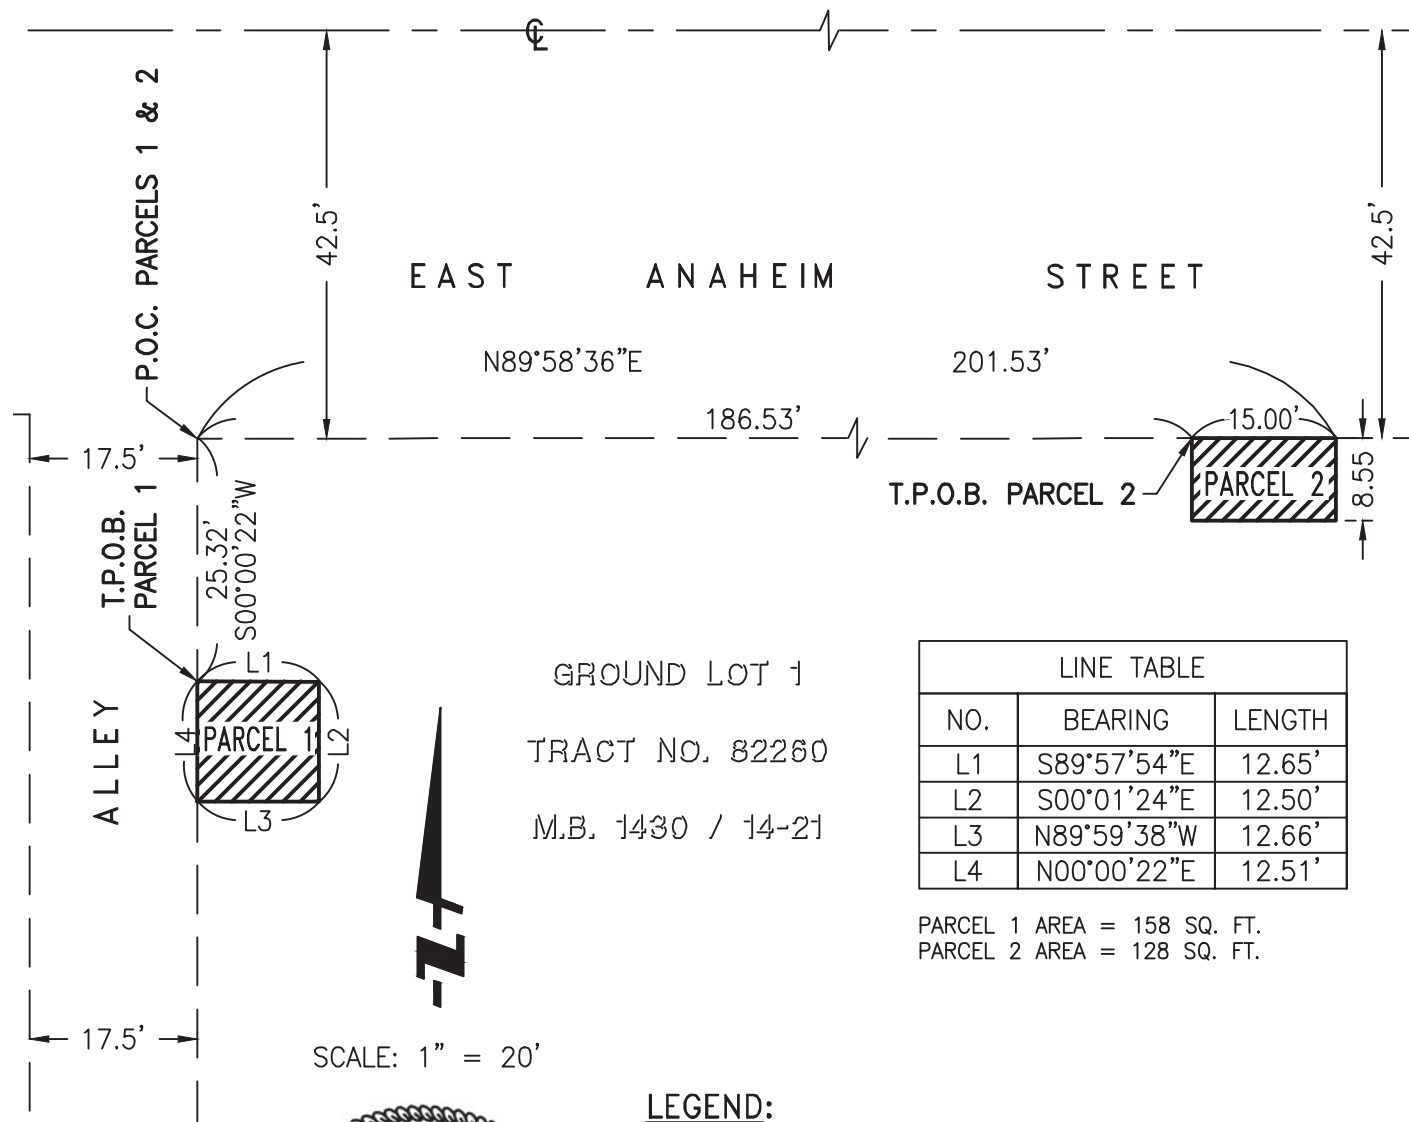 ℄
P.O.C. PARCELS 1 & 2
42.5'
42.5'
EAST ANAHEIM STREET
N89°58'36"E 201.53'
186.53'
15.00'
17.5'
8.55
T.P.O.B. PARCEL 2
PARCEL 2
T.P.O.B.
PARCEL 1
25.32'
S00°00'22"W
L1
L4
PARCEL 1
L2
L3
ALLEY
GROUND LOT 1
TRACT NO. 82260
M.B. 1430 / 14-21
LINE TABLE
NO. BEARING LENGTH
L1 S89°57'54"E 12.65'
L2 S00°01'24"E 12.50'
L3 N89°59'38"W 12.66'
L4 N00°00'22"E 12.51'
PARCEL 1 AREA = 158 SQ. FT.
PARCEL 2 AREA = 128 SQ. FT.
N
17.5'
SCALE: 1" = 20'
LEGEND: